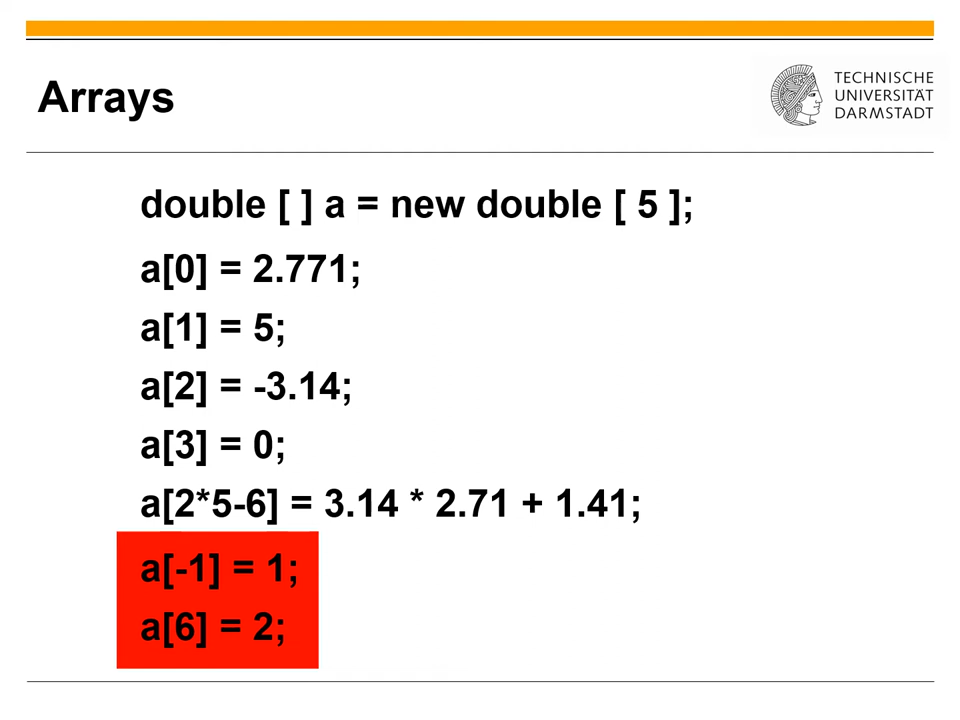 Arrays
TECHNISCHE
UNIVERSITÄT
DARMSTADT
double [ ] a = new double [ 5 ];
a[0] = 2.771;
a[1] = 5;
a[2] = -3.14;
a[3] = 0;
a[2*5-6] = 3.14 * 2.71 + 1.41;
a[-1] = 1;
a[6] = 2;